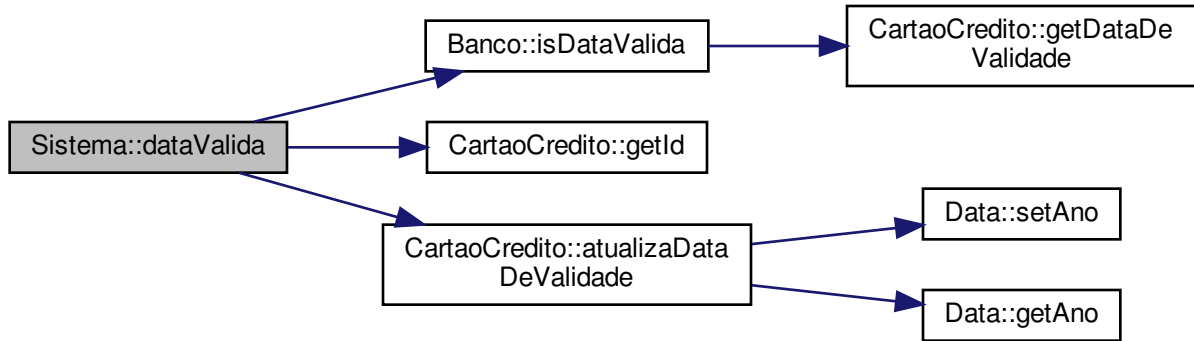 Sistema::dataValida
Banco::isDataValida
CartaoCredito::getDataDe
Validade
CartaoCredito::getId
CartaoCredito::atualizaData
DeValidade
Data::setAno
Data::getAno